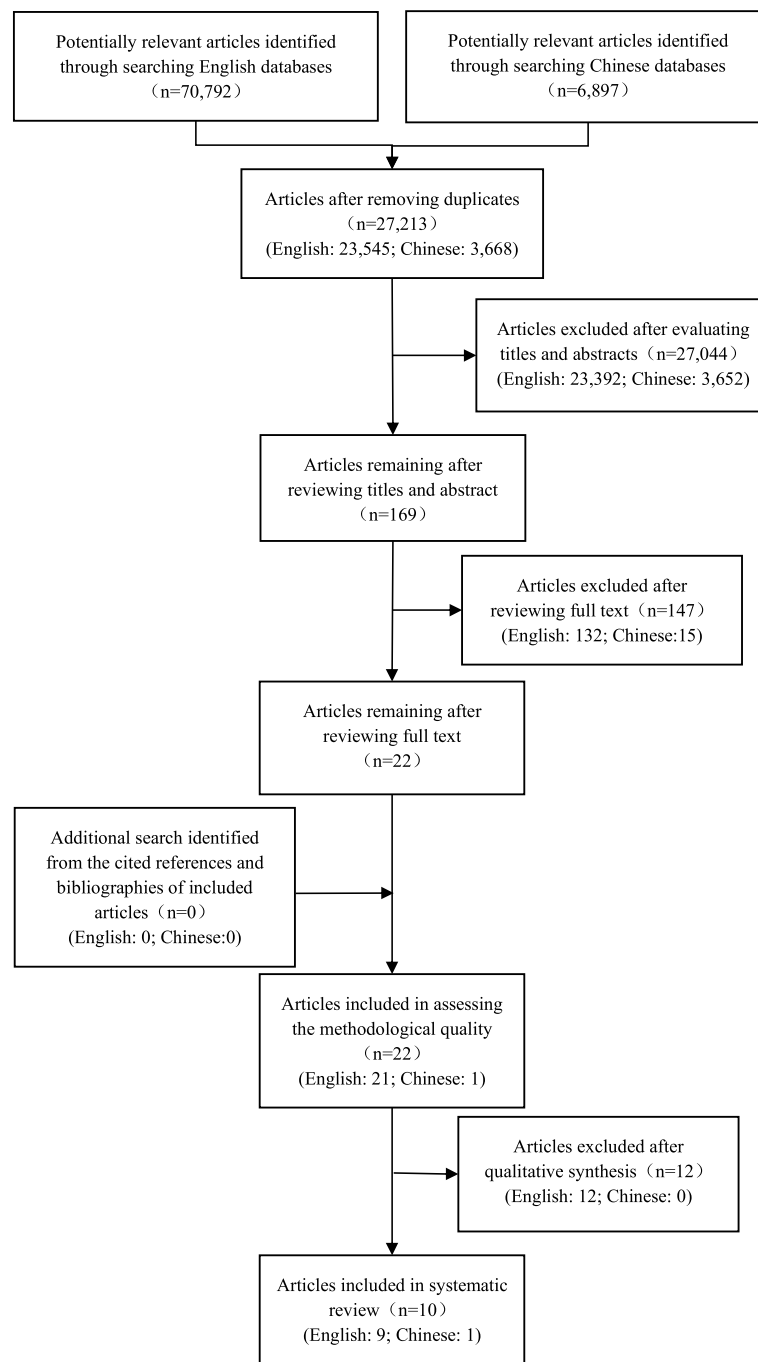 Potentially relevant articles identified
through searching English databases
（n=70,792）
Potentially relevant articles identified
through searching Chinese databases
（n=6,897）
Articles after removing duplicates
（n=27,213）
(English: 23,545; Chinese: 3,668)
Articles excluded after evaluating
titles and abstracts（n=27,044）
(English: 23,392; Chinese: 3,652)
Articles remaining after
reviewing titles and abstract
（n=169）
Articles excluded after
reviewing full text（n=147）
(English: 132; Chinese:15)
Articles remaining after
reviewing full text
（n=22）
Additional search identified
from the cited references and
bibliographies of included
articles（n=0）
(English: 0; Chinese:0)
Articles included in assessing
the methodological quality
（n=22）
(English: 21; Chinese: 1)
Articles excluded after
qualitative synthesis（n=12）
(English: 12; Chinese: 0)
Articles included in systematic
review（n=10）
(English: 9; Chinese: 1)